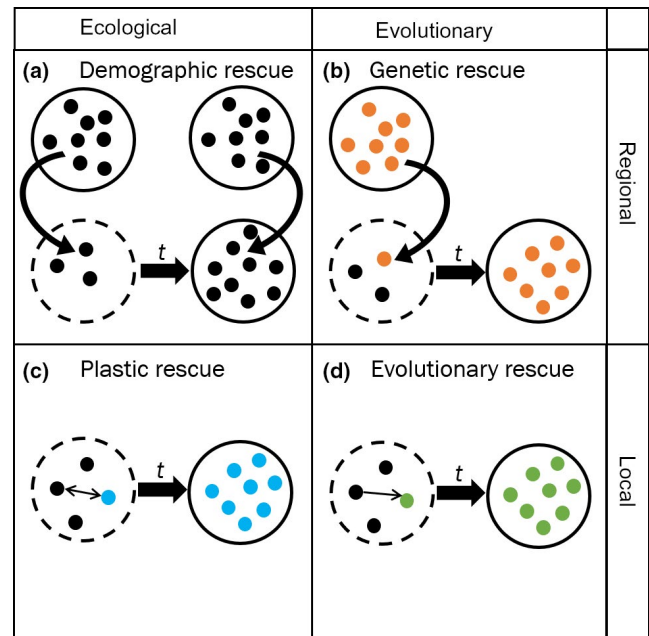 Ecological
Evolutionary
(a) Demographic rescue
(b) Genetic rescue
Regional
t
t
(c) Plastic rescue
(d) Evolutionary rescue
Local
t
t